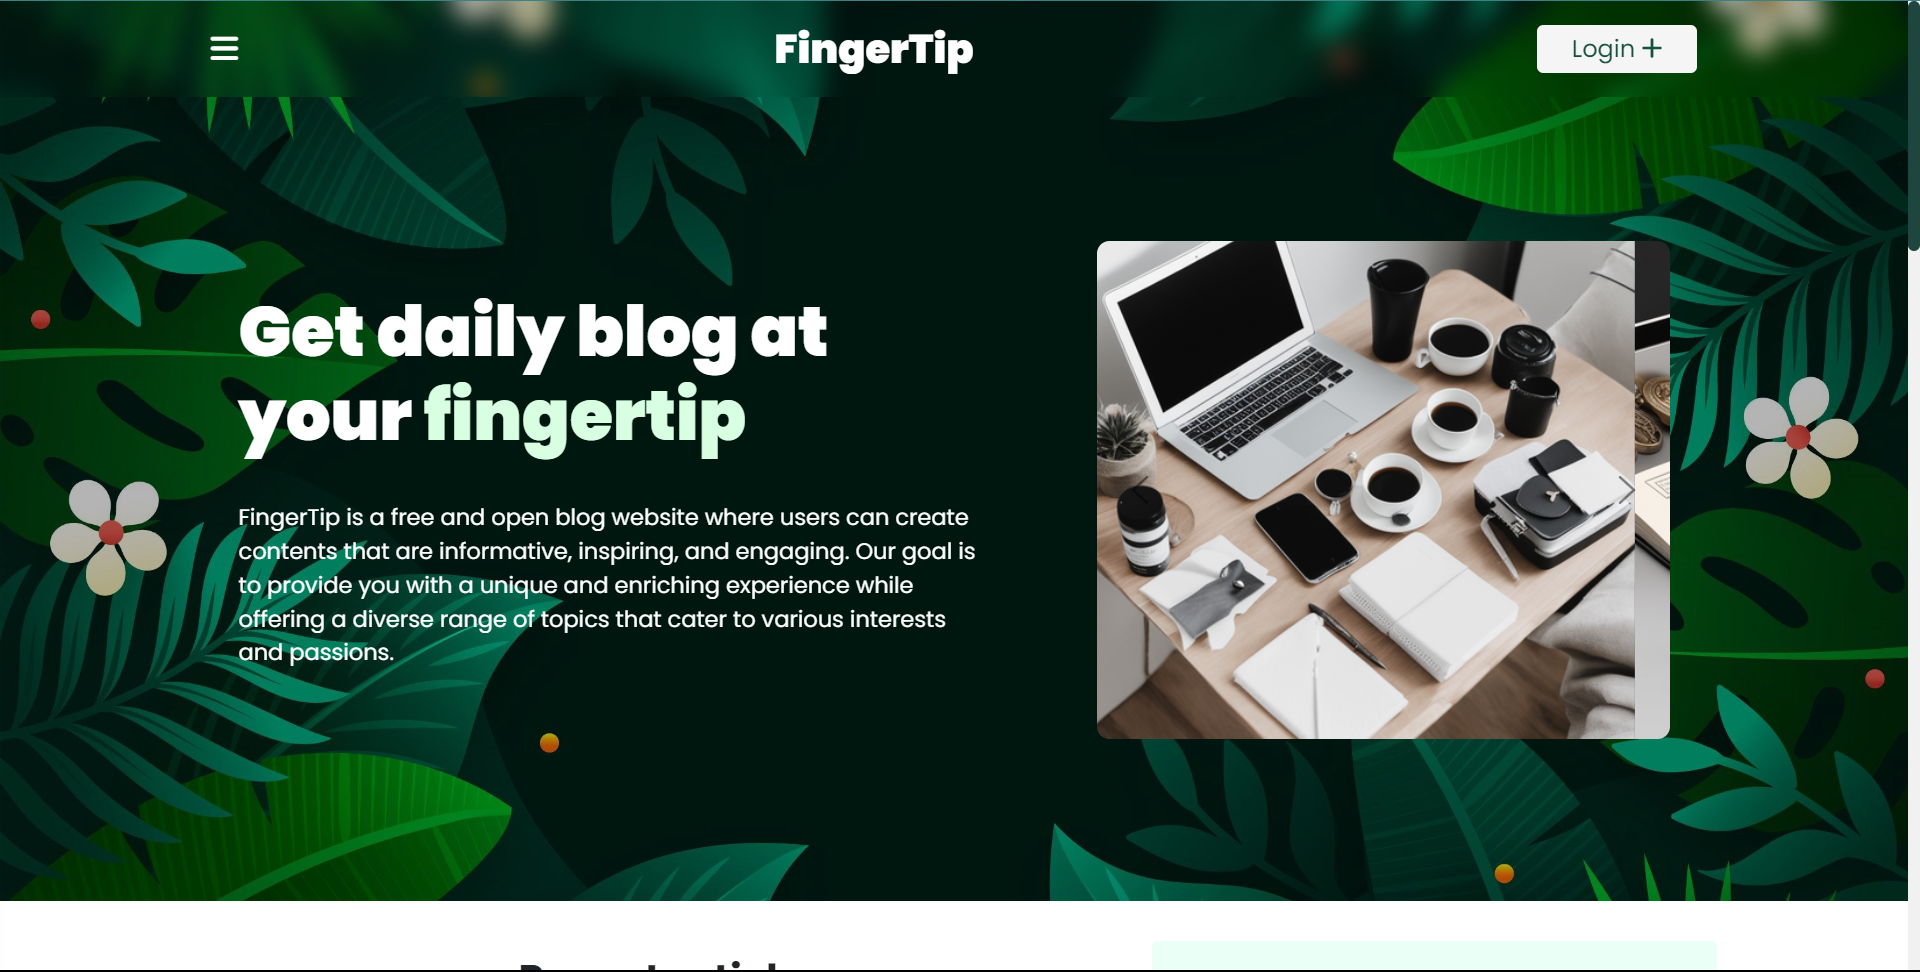 FingerTip
Login +
Get daily blog at
your fingertip
FingerTip is a free and open blog website where users can create
contents that are informative, inspiring, and engaging. Our goal is
to provide you with a unique and enriching experience while
offering a diverse range of topics that cater to various interests
and passions.